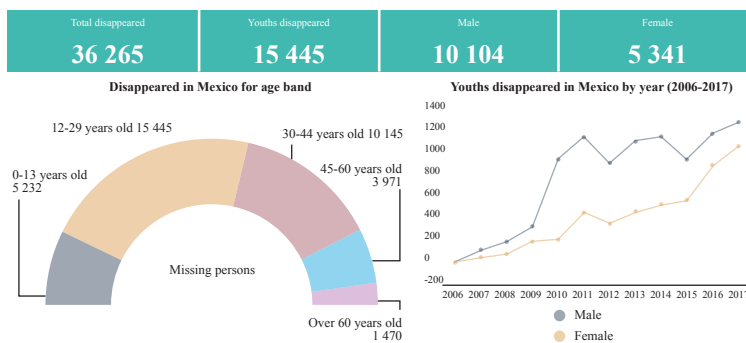 Total disappeared
36 265
Youths disappeared
15 445
Male
10 104
Female
5 341
Disappeared in Mexico for age band
12-29 years old 15 445
30-44 years old 10 145
45-60 years old
3 971
0-13 years old
5 232
Missing persons
Over 60 years old
1 470
Youths disappeared in Mexico by year (2006-2017)
1400
1200
1000
800
600
400
200
0
-200
2006 2007 2008 2009 2010 2011 2012 2013 2014 2015 2016 2017
Male
Female